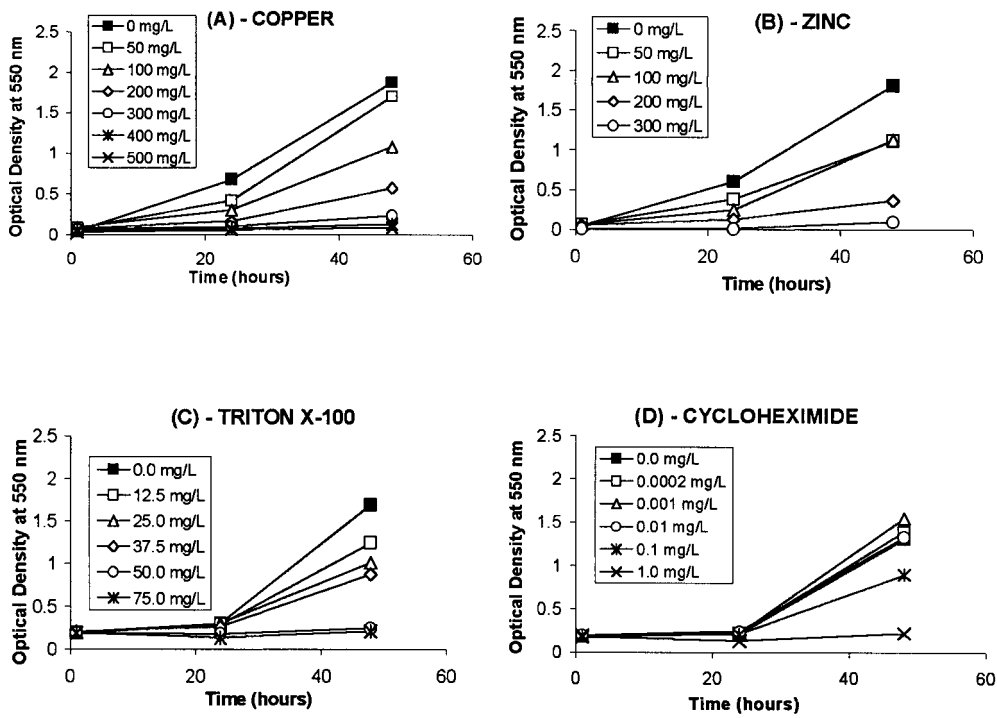 (A) - COPPER
Optical Density at 550 nm
2.5
2
1.5
1
0.5
0
0 mg/L
50 mg/L
100 mg/L
200 mg/L
300 mg/L
400 mg/L
500 mg/L
0
20
40
60
Time (hours)
(B) - ZINC
Optical Density at 550 nm
2.5
2
1.5
1
0.5
0
0 mg/L
50 mg/L
100 mg/L
200 mg/L
300 mg/L
0
20
40
60
Time (hours)
(C) - TRITON X-100
Optical Density at 550 nm
2.5
2
1.5
1
0.5
0
0.0 mg/L
12.5 mg/L
25.0 mg/L
37.5 mg/L
50.0 mg/L
75.0 mg/L
0
20
40
60
Time (hours)
(D) - CYCLOHEXIMIDE
Optical Density at 550 nm
2.5
2
1.5
1
0.5
0
0.0 mg/L
0.0002 mg/L
0.001 mg/L
0.01 mg/L
0.1 mg/L
1.0 mg/L
0
20
40
60
Time (hours)